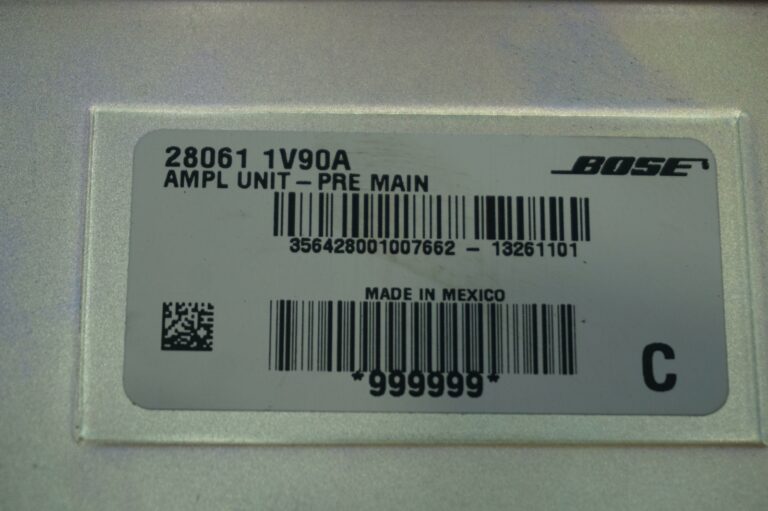 28061 1V90A
BOSE
AMPL UNIT – PRE MAIN
356428001007662 – 13261101
MADE IN MEXICO
*999999*
C